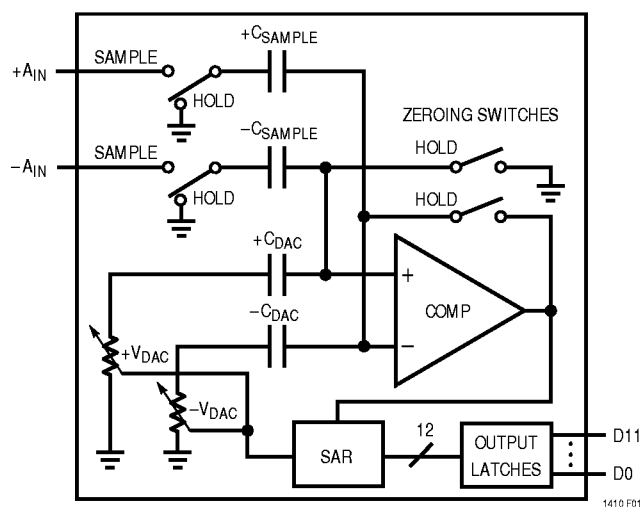 +CSAMPLE
SAMPLE
+AIN
HOLD
ZEROING SWITCHES
-CSAMPLE
SAMPLE
HOLD
−AIN
HOLD
HOLD
+CDAC
+
COMP
−CDAC
−
+VDAC
−VDAC
12
SAR
OUTPUT
LATCHES
D11
D0
1410 F01